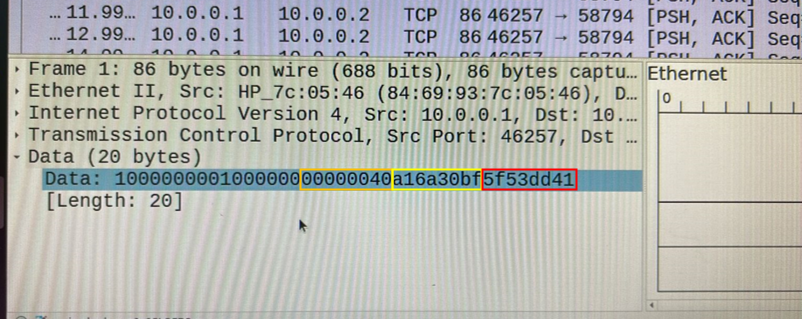 ... 11.99... 10.0.0.1 10.0.0.2 TCP 86 46257 → 58794 [PSH, ACK] Seq
... 12.99... 10.0.0.1 10.0.0.2 TCP 86 46257 → 58794 [PSH, ACK] Seq
Frame 1: 86 bytes on wire (688 bits), 86 bytes captu...
Ethernet
Ethernet II, Src: HP_7c:05:46 (84:69:93:7c:05:46), D...
0
Internet Protocol Version 4, Src: 10.0.0.1, Dst: 10....
Transmission Control Protocol, Src Port: 46257, Dst ...
Data (20 bytes)
Data: 100000000100000000000040a16a30bf5f53dd41
[Length: 20]